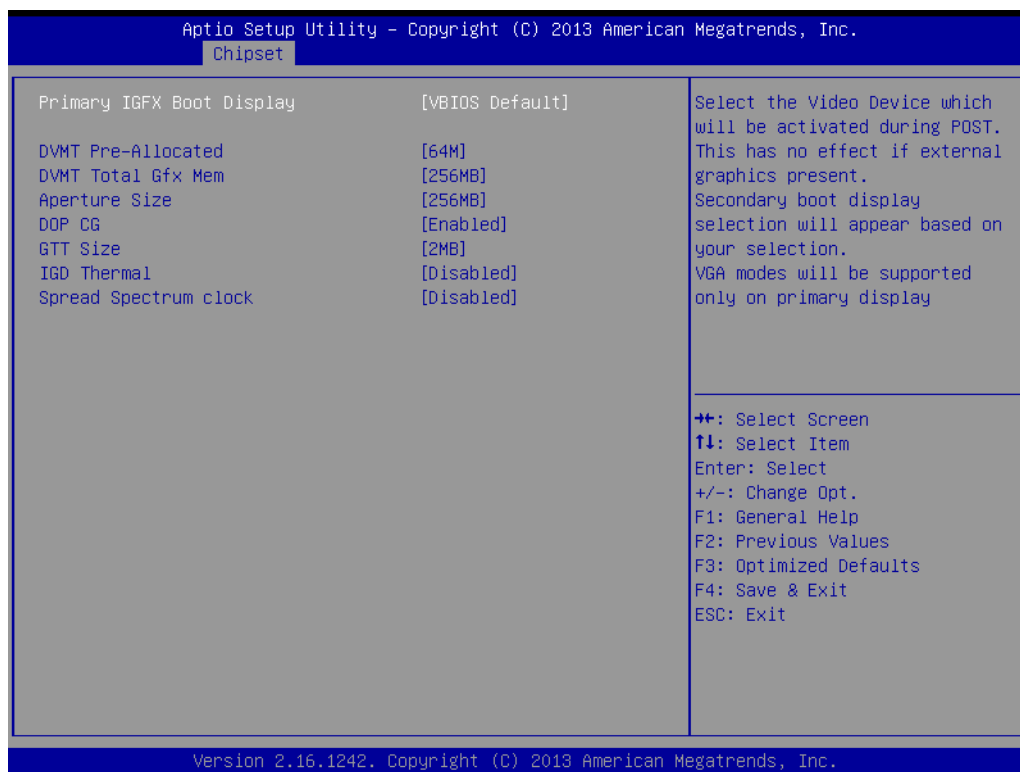 Aptio Setup Utility – Copyright (C) 2013 American Megatrends, Inc.
Chipset
Primary IGFX Boot Display [VBIOS Default]
DVMT Pre-Allocated [64M]
DVMT Total Gfx Mem [256MB]
Aperture Size [256MB]
DOP CG [Enabled]
GTT Size [2MB]
IGD Thermal [Disabled]
Spread Spectrum clock [Disabled]
Select the Video Device which
will be activated during POST.
This has no effect if external
graphics present.
Secondary boot display
selection will appear based on
your selection.
VGA modes will be supported
only on primary display
→←: Select Screen
↑↓: Select Item
Enter: Select
+/-: Change Opt.
F1: General Help
F2: Previous Values
F3: Optimized Defaults
F4: Save & Exit
ESC: Exit
Version 2.16.1242. Copyright (C) 2013 American Megatrends, Inc.